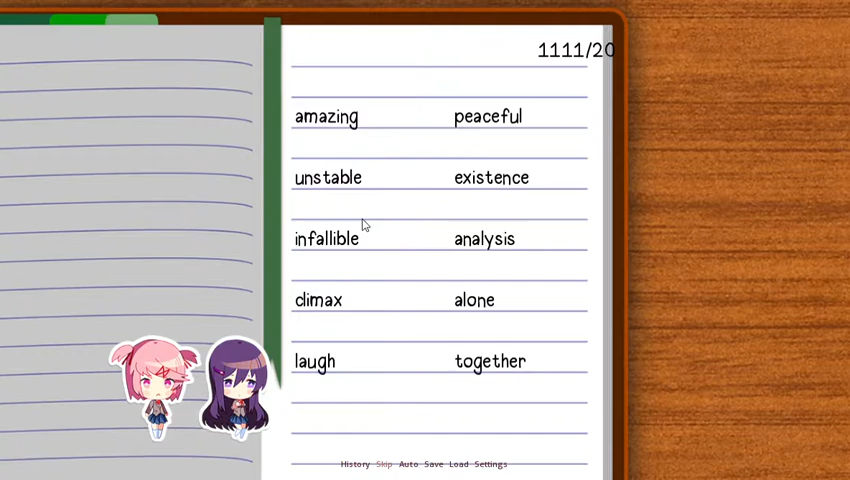 1111/20
amazing peaceful
unstable existence
infallible analysis
climax alone
laugh together
History Skip Auto Save Load Settings